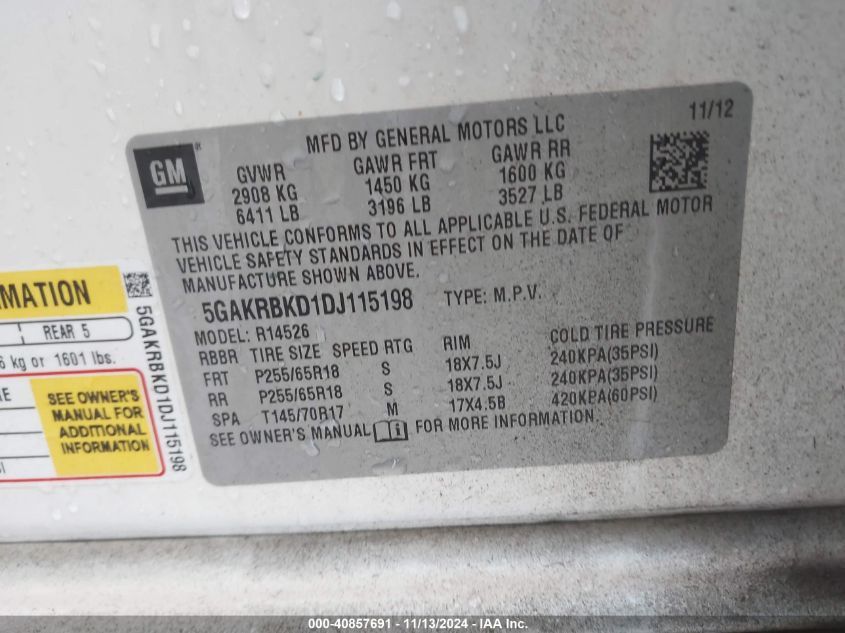 11/12
MFD BY GENERAL MOTORS LLC
GM
GVWR GAWR FRT GAWR RR
2908 KG 1450 KG 1600 KG
6411 LB 3196 LB 3527 LB
THIS VEHICLE CONFORMS TO ALL APPLICABLE U.S. FEDERAL MOTOR
VEHICLE SAFETY STANDARDS IN EFFECT ON THE DATE OF
MANUFACTURE SHOWN ABOVE.
5GAKRBKD1DJ115198 TYPE: M.P.V.
MODEL: R14526
RBBR TIRE SIZE SPEED RTG RIM COLD TIRE PRESSURE
FRT P255/65R18 S 18X7.5J 240KPA(35PSI)
RR P255/65R18 S 18X7.5J 240KPA(35PSI)
SPA T145/70R17 M 17X4.5B 420KPA(60PSI)
SEE OWNER'S MANUAL FOR MORE INFORMATION.
REAR 5
kg or 1601 lbs.
SEE OWNER'S
MANUAL FOR
ADDITIONAL
INFORMATION
5GAKRBKD1DJ115198
000-40857691 - 11/13/2024 - IAA Inc.